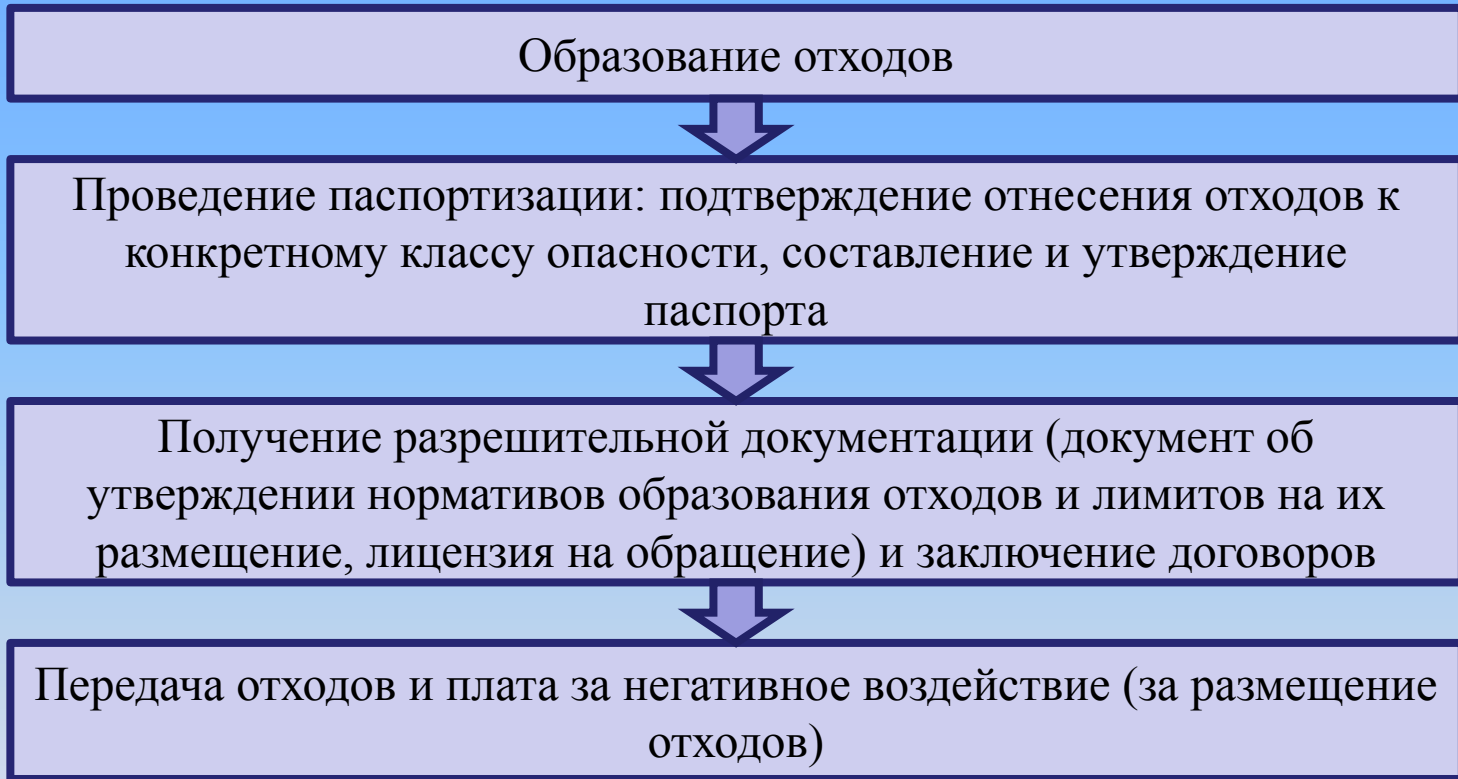 Образование отходов
Проведение паспортизации: подтверждение отнесения отходов к
конкретному классу опасности, составление и утверждение
паспорта
Получение разрешительной документации (документ об
утверждении нормативов образования отходов и лимитов на их
размещение, лицензия на обращение) и заключение договоров
Передача отходов и плата за негативное воздействие (за размещение
отходов)